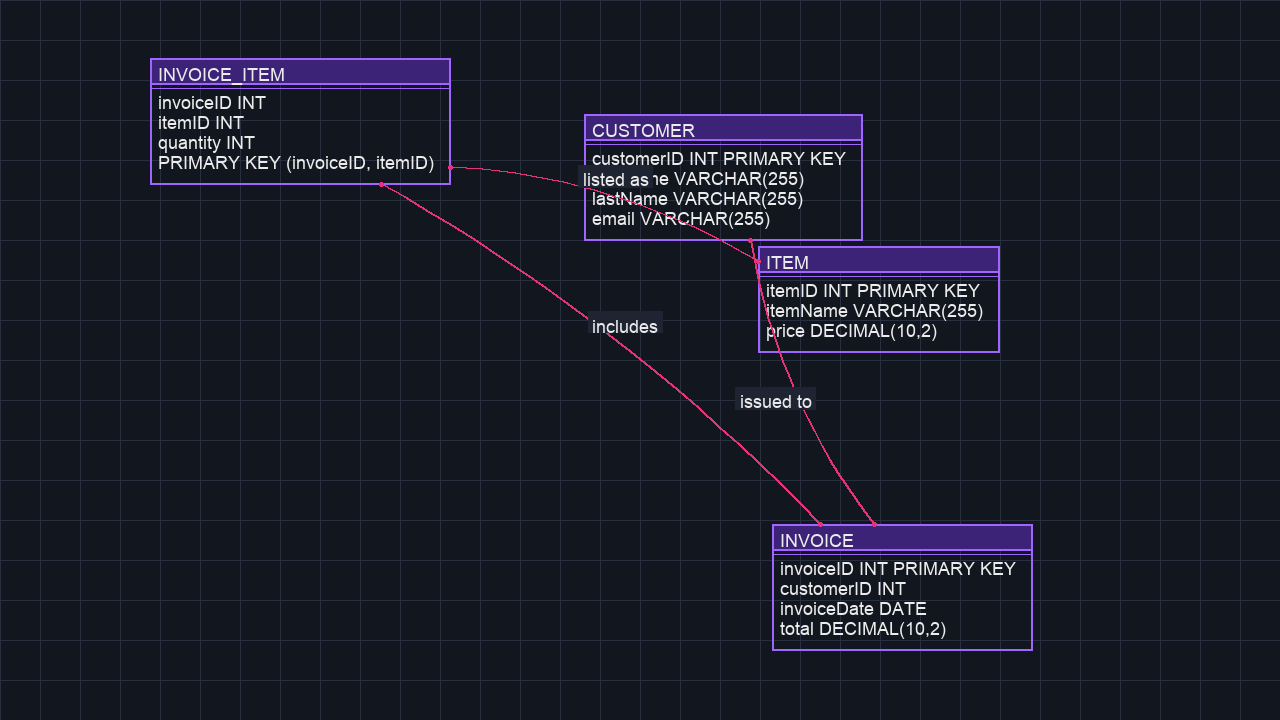 INVOICE_ITEM
invoiceID INT
itemID INT
quantity INT
PRIMARY KEY (invoiceID, itemID)
CUSTOMER
customerID INT PRIMARY KEY
VARCHAR(255)
lastName VARCHAR(255)
email VARCHAR(255)
listed as
ITEM
itemID INT PRIMARY KEY
itemName VARCHAR(255)
price DECIMAL(10,2)
includes
issued to
INVOICE
invoiceID INT PRIMARY KEY
customerID INT
invoiceDate DATE
total DECIMAL(10,2)